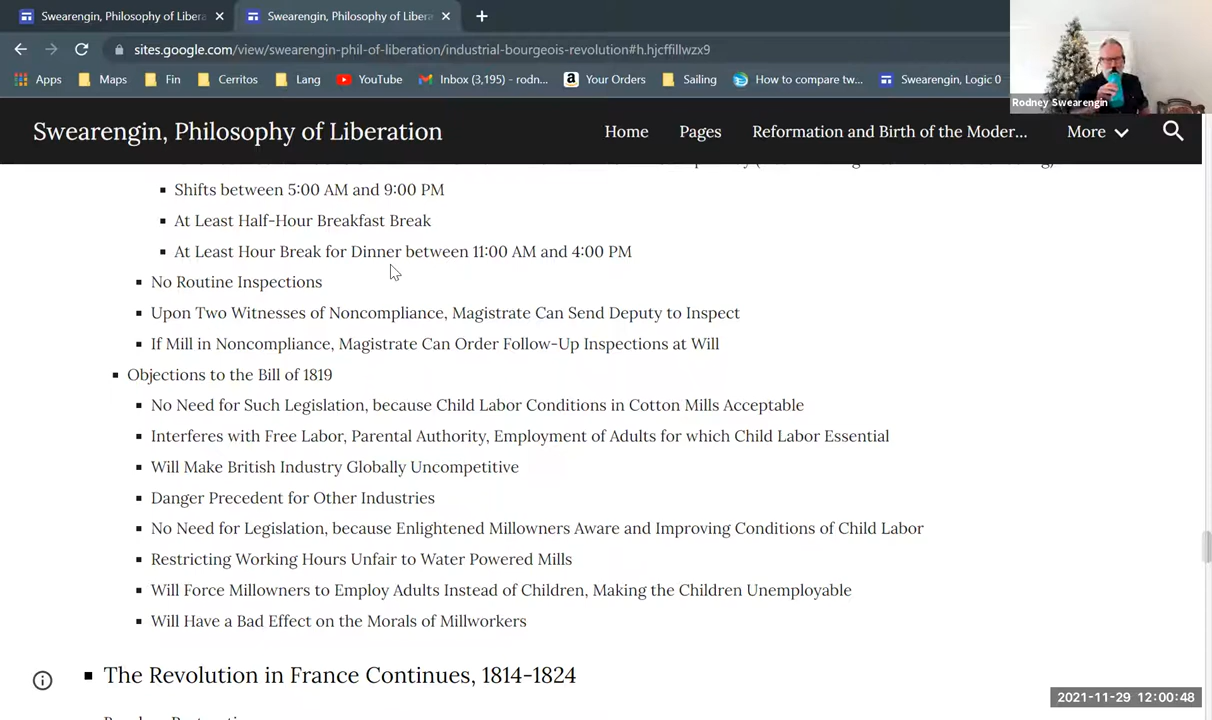 Swearengin, Philosophy of Libera
Swearengin, Philosophy of Libera
sites.google.com/view/swearengin-phil-of-liberation/industrial-bourgeois-revolution#h.hjcffillwzx9
Apps Maps Fin Cerritos Lang YouTube Inbox (3,195) - rodn... Your Orders Sailing How to compare tw... Swearengin, Logic 0
Rodney Swearengin
Swearengin, Philosophy of Liberation
Home Pages Reformation and Birth of the Moder... More
Shifts between 5:00 AM and 9:00 PM
At Least Half-Hour Breakfast Break
At Least Hour Break for Dinner between 11:00 AM and 4:00 PM
No Routine Inspections
Upon Two Witnesses of Noncompliance, Magistrate Can Send Deputy to Inspect
If Mill in Noncompliance, Magistrate Can Order Follow-Up Inspections at Will
Objections to the Bill of 1819
No Need for Such Legislation, because Child Labor Conditions in Cotton Mills Acceptable
Interferes with Free Labor, Parental Authority, Employment of Adults for which Child Labor Essential
Will Make British Industry Globally Uncompetitive
Danger Precedent for Other Industries
No Need for Legislation, because Enlightened Millowners Aware and Improving Conditions of Child Labor
Restricting Working Hours Unfair to Water Powered Mills
Will Force Millowners to Employ Adults Instead of Children, Making the Children Unemployable
Will Have a Bad Effect on the Morals of Millworkers
The Revolution in France Continues, 1814-1824
2021-11-29 12:00:48